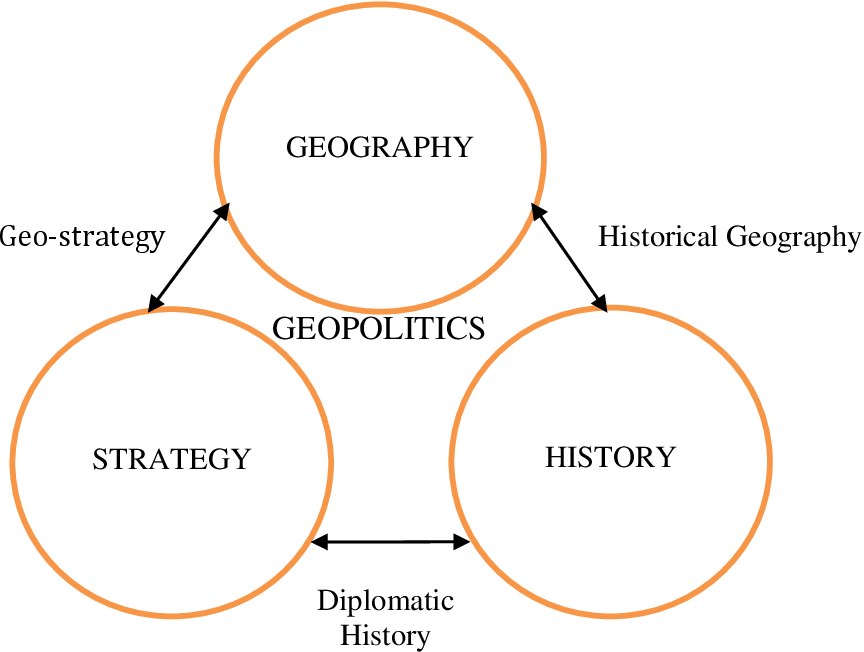 GEOGRAPHY
Geo-strategy
Historical Geography
GEOPOLITICS
STRATEGY
HISTORY
Diplomatic
History